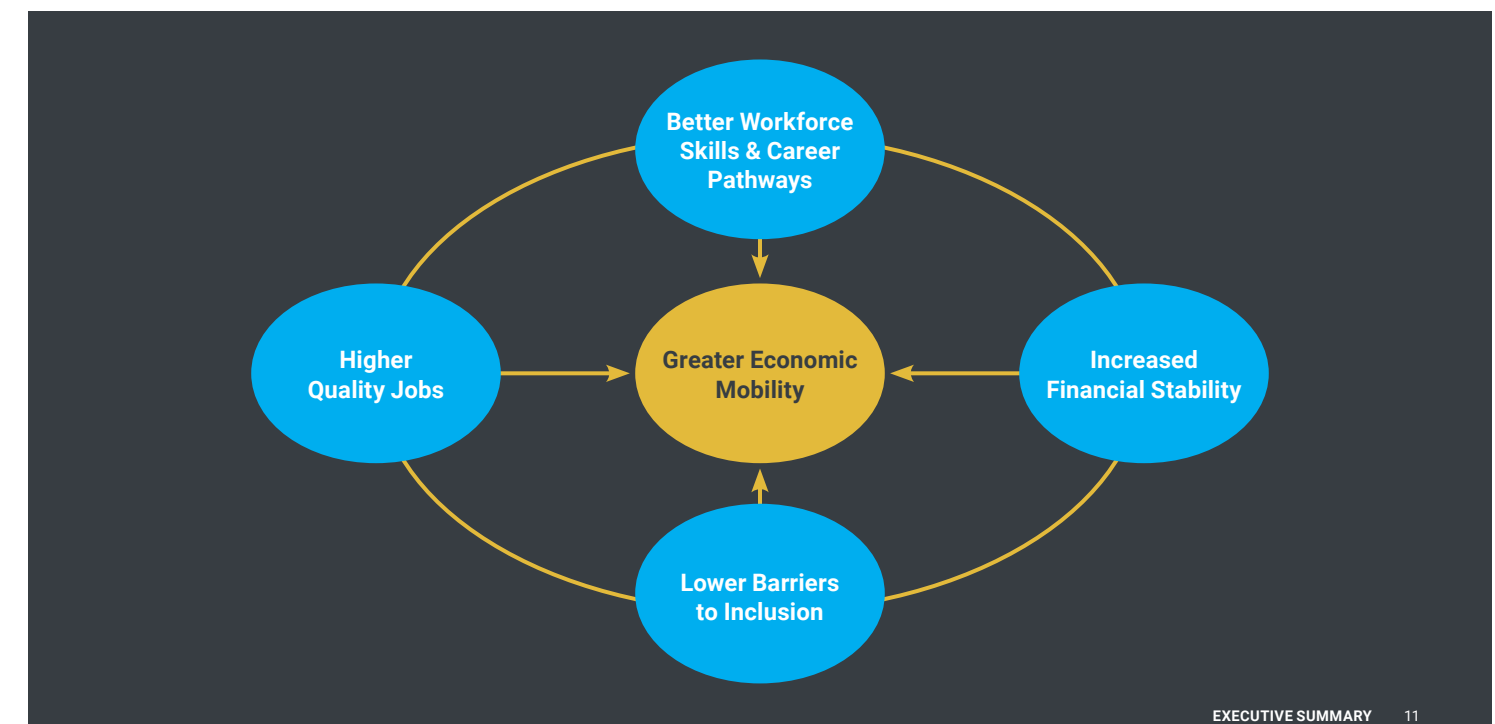 Better Workforce
Skills & Career
Pathways
Higher
Quality Jobs
Greater Economic
Mobility
Increased
Financial Stability
Lower Barriers
to Inclusion
EXECUTIVE SUMMARY 11